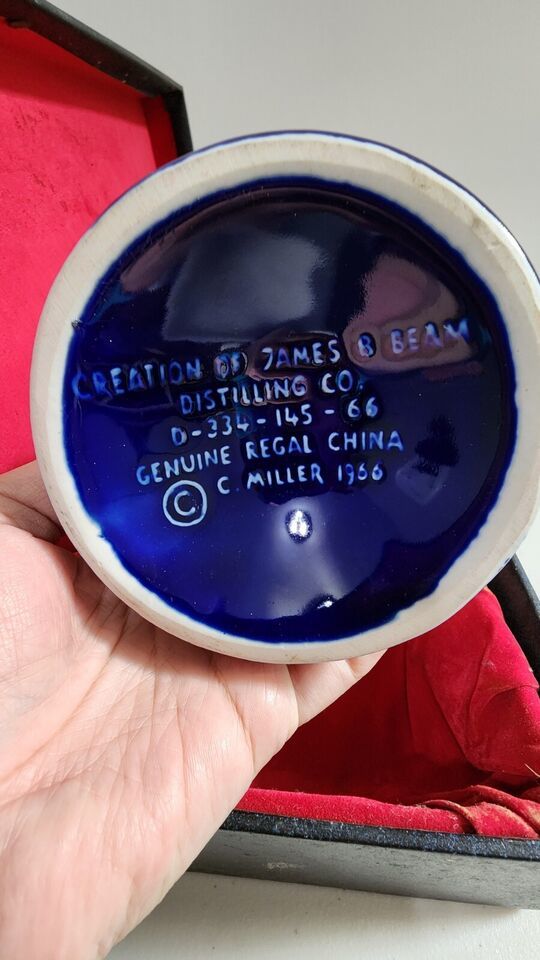 CREATION OF JAMES B BEAM
DISTILLING CO.
D-334-145-66
GENUINE REGAL CHINA
© C. MILLER 1966